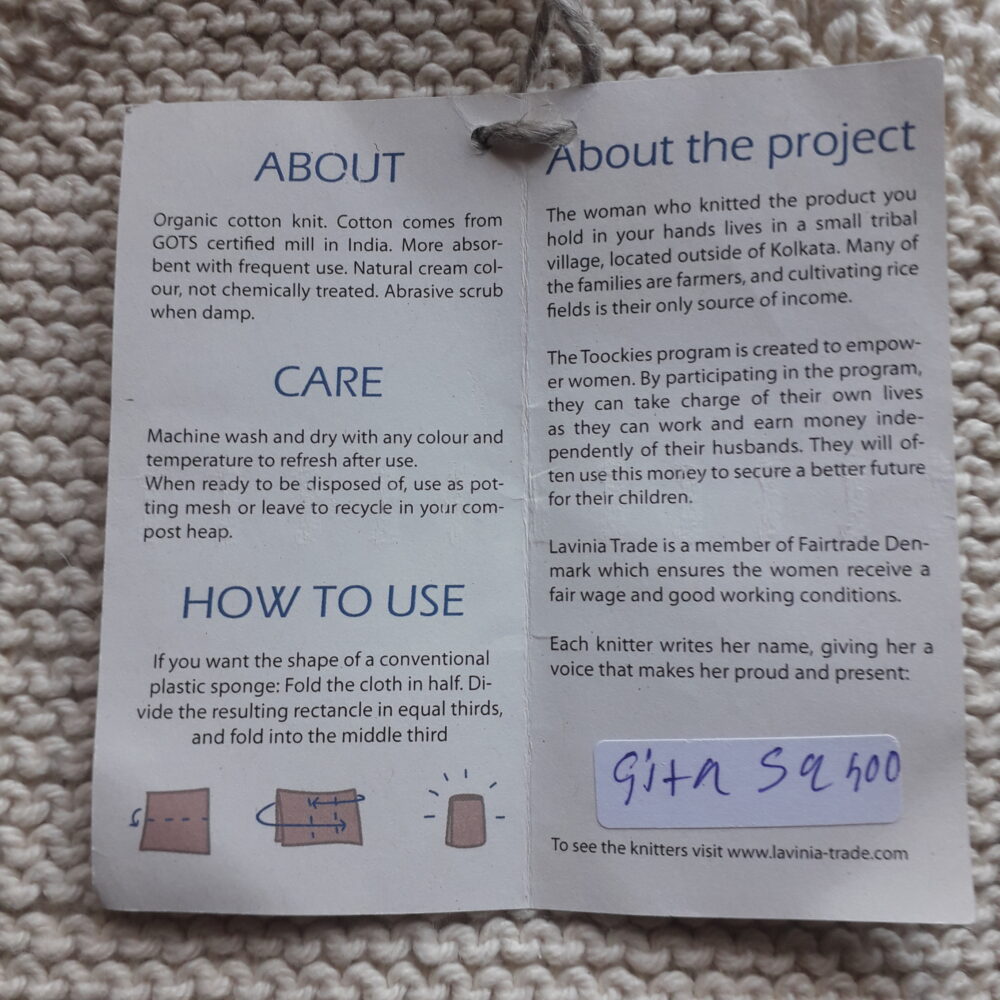 ABOUT
Organic cotton knit. Cotton comes from
GOTS certified mill in India. More absor-
bent with frequent use. Natural cream col-
our, not chemically treated. Abrasive scrub
when damp.
CARE
Machine wash and dry with any colour and
temperature to refresh after use.
When ready to be disposed of, use as pot-
ting mesh or leave to recycle in your com-
post heap.
HOW TO USE
If you want the shape of a conventional
plastic sponge: Fold the cloth in half. Di-
vide the resulting rectancle in equal thirds,
and fold into the middle third
About the project
The woman who knitted the product you
hold in your hands lives in a small tribal
village, located outside of Kolkata. Many of
the families are farmers, and cultivating rice
fields is their only source of income.
The Toockies program is created to empow-
er women. By participating in the program,
they can take charge of their own lives
as they can work and earn money inde-
pendently of their husbands. They will of-
ten use this money to secure a better future
for their children.
Lavinia Trade is a member of Fairtrade Den-
mark which ensures the women receive a
fair wage and good working conditions.
Each knitter writes her name, giving her a
voice that makes her proud and present:
gita
To see the knitters visit www.lavinia-trade.com